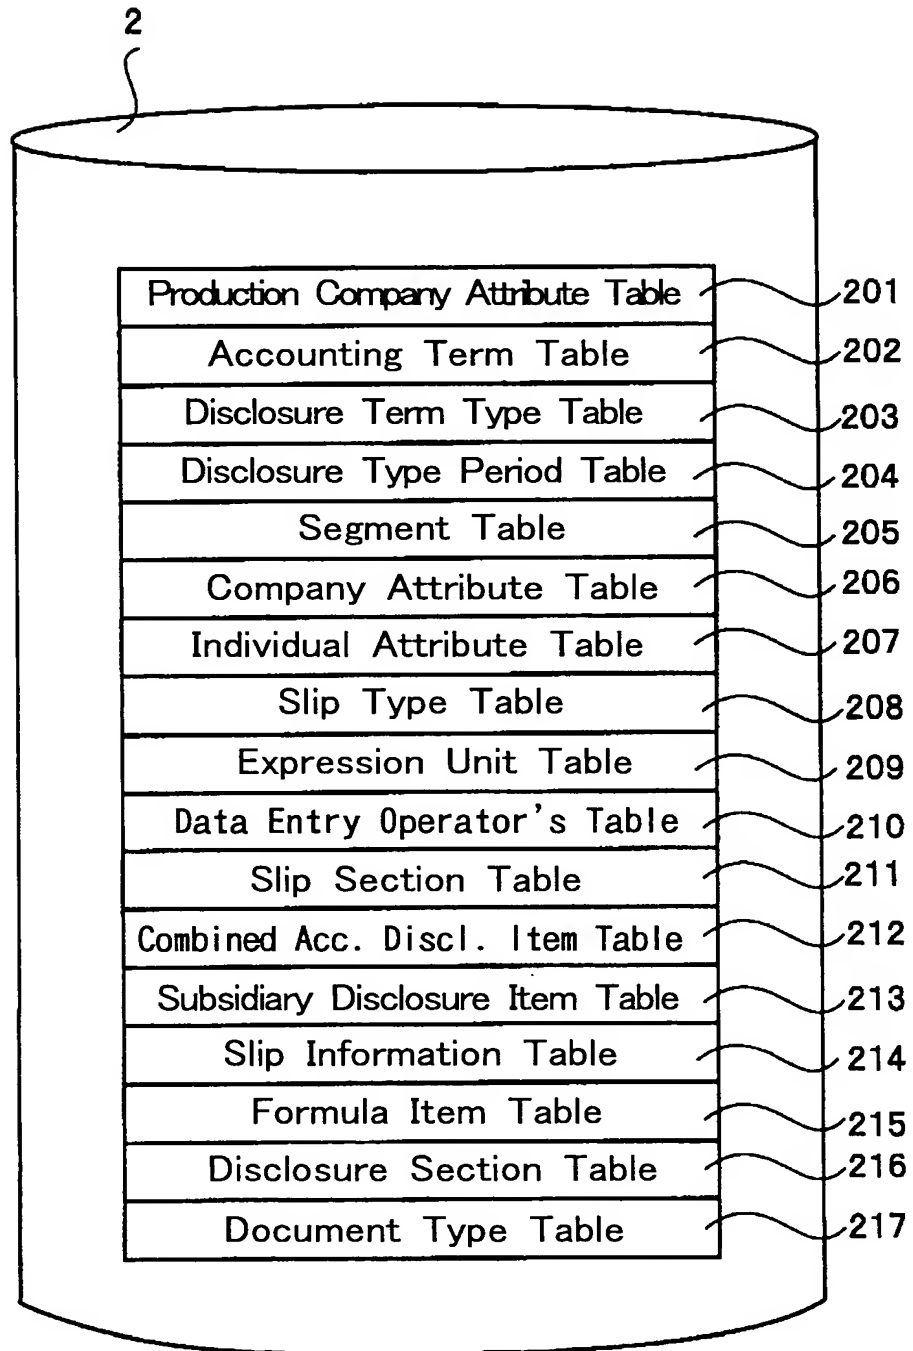 2
Production Company Attribute Table 201
Accounting Term Table 202
Disclosure Term Type Table 203
Disclosure Type Period Table 204
Segment Table 205
Company Attribute Table 206
Individual Attribute Table 207
Slip Type Table 208
Expression Unit Table 209
Data Entry Operator's Table 210
Slip Section Table 211
Combined Acc. Discl. Item Table 212
Subsidiary Disclosure Item Table 213
Slip Information Table 214
Formula Item Table 215
Disclosure Section Table 216
Document Type Table 217